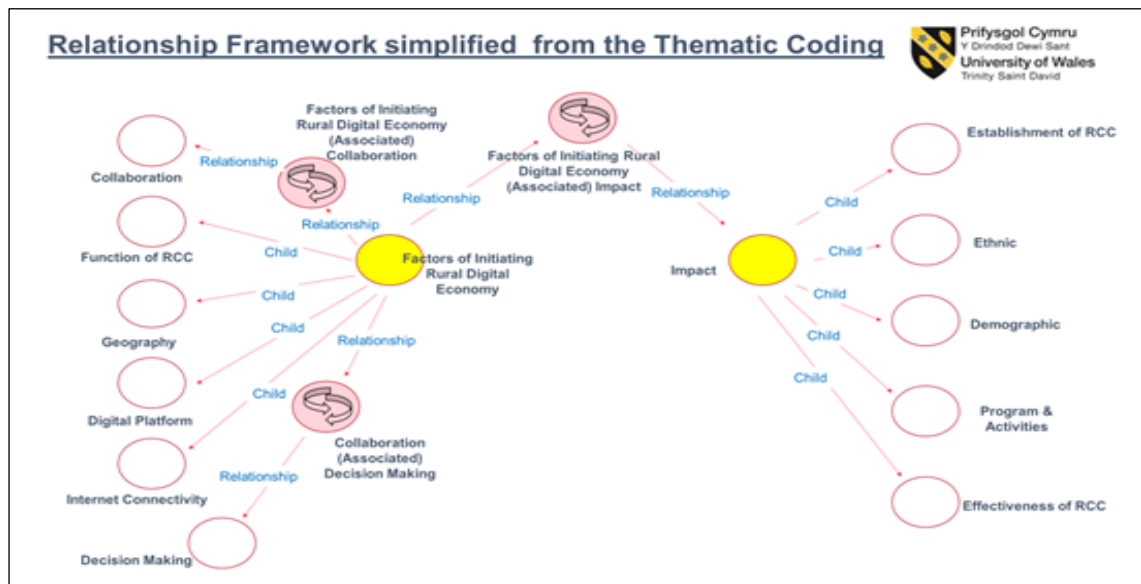 Relationship Framework simplified from the Thematic Coding
Prifysgol Cymru
Y Drindod Dewi Sant
University of Wales
Trinity Saint David
Factors of Initiating
Rural Digital Economy
(Associated)
Collaboration
Relationship
Collaboration
Relationship
Factors of Initiating Rural
Digital Economy
(Associated) Impact
Relationship
Relationship
Establishment of RCC
Child
Function of RCC
Child
Factors of Initiating
Rural Digital
Economy
Impact
Child
Ethnic
Child
Geography
Child
Relationship
Child
Demographic
Digital Platform
Child
Child
Program &
Activities
Child
Collaboration
(Associated)
Decision Making
Internet Connectivity
Relationship
Effectiveness of RCC
Decision Making